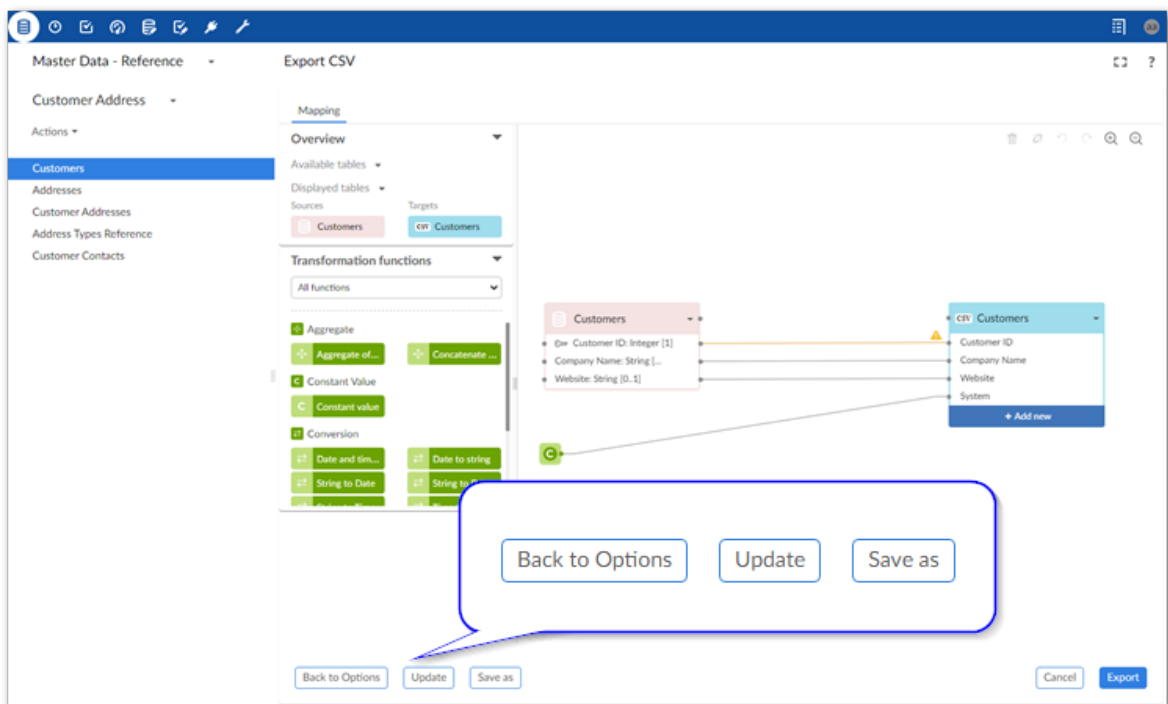 Master Data - Reference
Export CSV
?
Customer Address
Actions
Customers
Addresses
Customer Addresses
Address Types Reference
Customer Contacts
Mapping
Overview
Available tables
Displayed tables
Sources Targets
Customers CSV Customers
Transformation functions
All functions
Aggregate
Aggregate of... Concatenate ...
C Constant Value
C Constant value
Conversion
Date and tim... Date to string
String to Date String to
Customers
Customer ID: Integer [1]
Company Name: String [...
Website: String [0..1]
C
CSV Customers
Customer ID
Company Name
Website
System
+ Add new
Back to Options Update Save as
Back to Options Update Save as Cancel Export